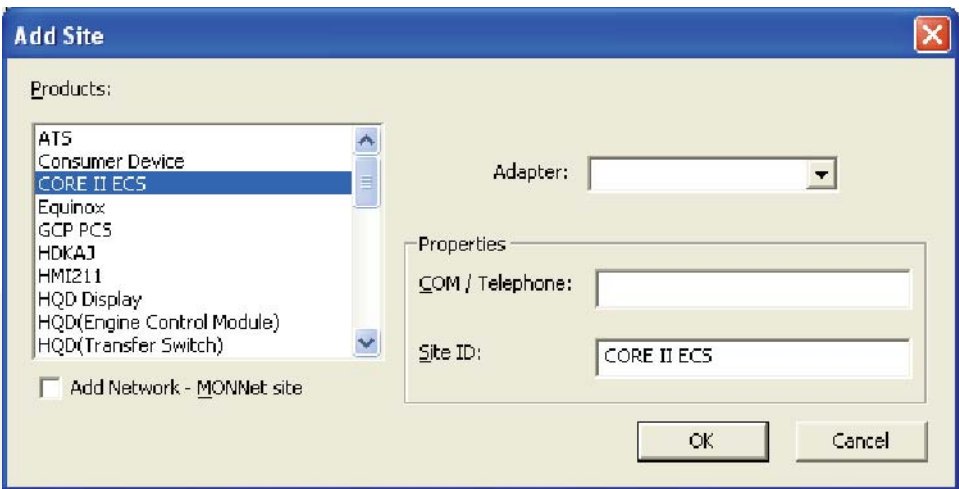 Add Site
Products:
ATS
Consumer Device
CORE II ECS
Equinox
GCP PCS
HDKAJ
HMI211
HQD Display
HQD(Engine Control Module)
HQD(Transfer Switch)
Add Network - MONNet site
Adapter:
Properties
COM / Telephone:
Site ID:
CORE II ECS
OK
Cancel